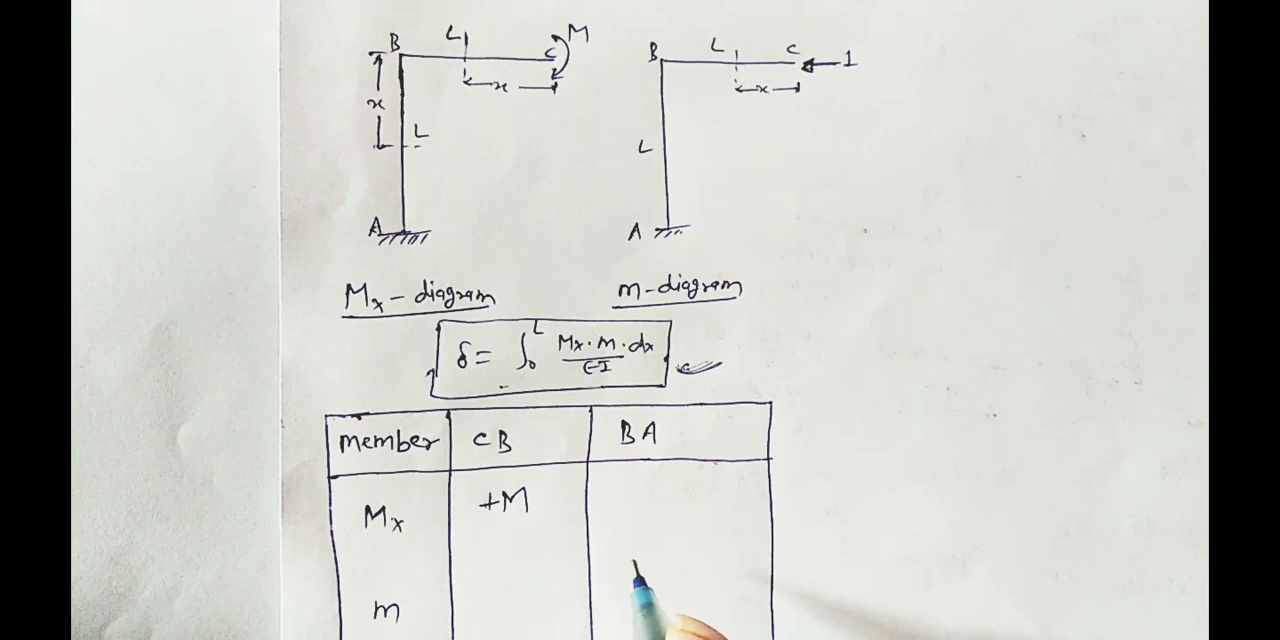 B L C M
x
x
L
A
B L C 1
x
L
A
Mx - diagram
m - diagram
δ = ∫₀ᴸ Mx · m · dx / EI
member CB BA
Mx +M
m